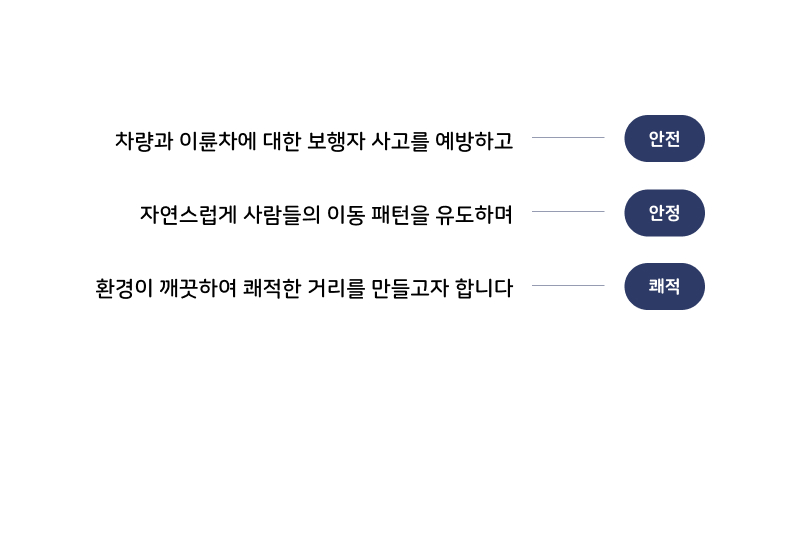 차량과 이륜차에 대한 보행자 사고를 예방하고 안전
자연스럽게 사람들의 이동 패턴을 유도하며 안정
환경이 깨끗하여 쾌적한 거리를 만들고자 합니다 쾌적